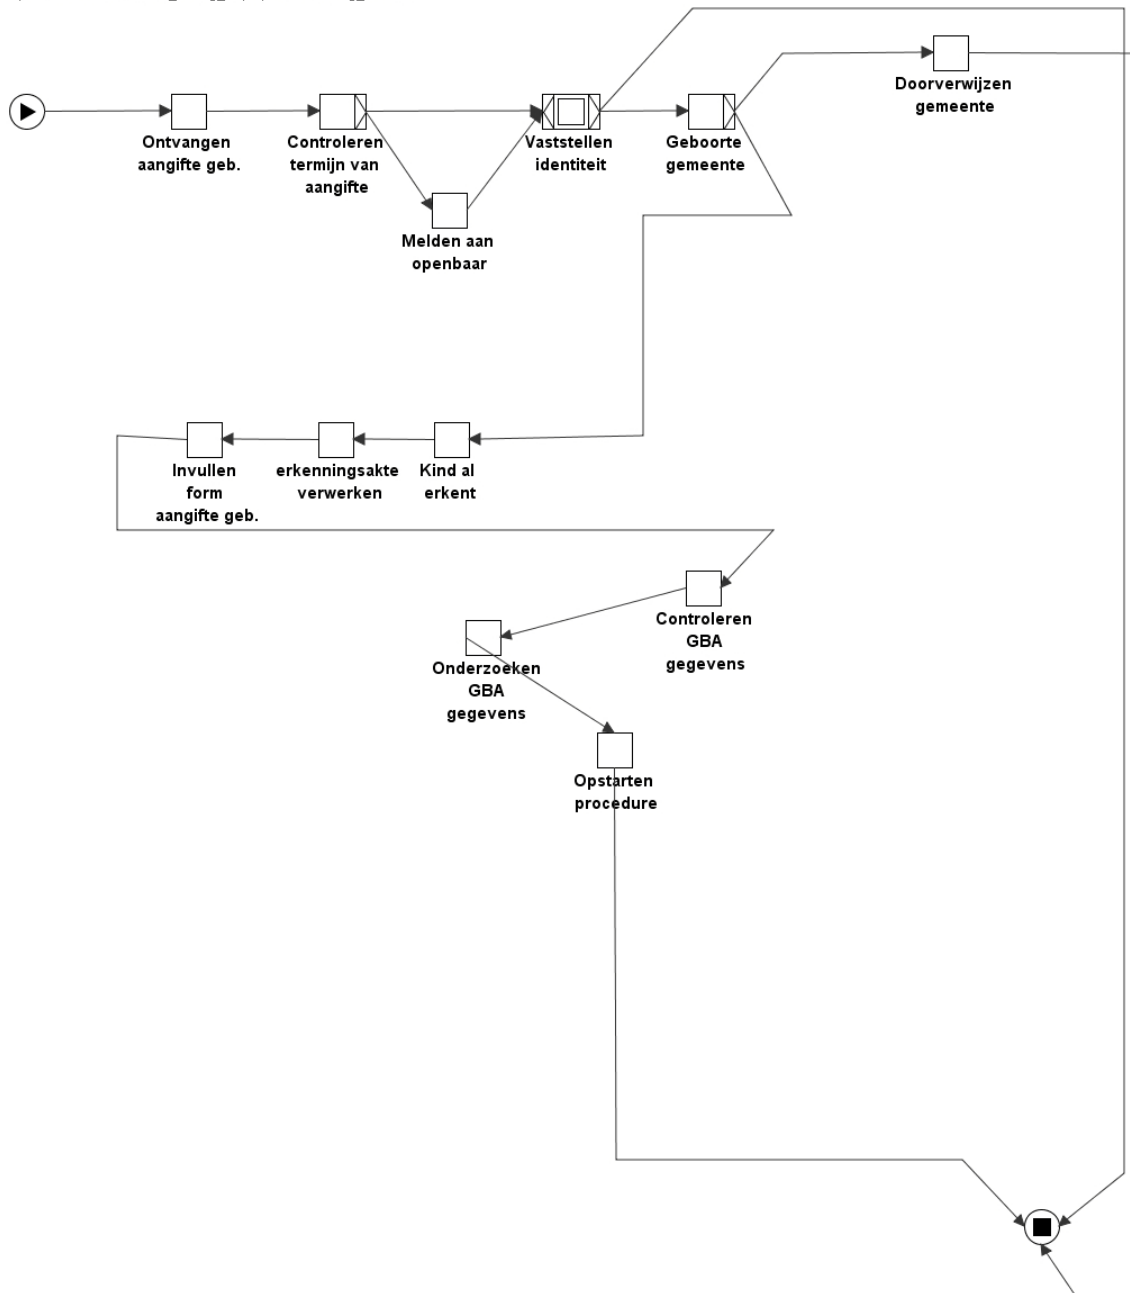 Doorverwijzen
gemeente
Ontvangen
aangifte geb.
Controleren
termijn van
aangifte
Vaststellen
identiteit
Geboorte
gemeente
Melden aan
openbaar
Invullen
form
aangifte geb.
erkenningsakte
verwerken
Kind al
erkent
Controleren
GBA
gegevens
Onderzoeken
GBA
gegevens
Opstarten
procedure